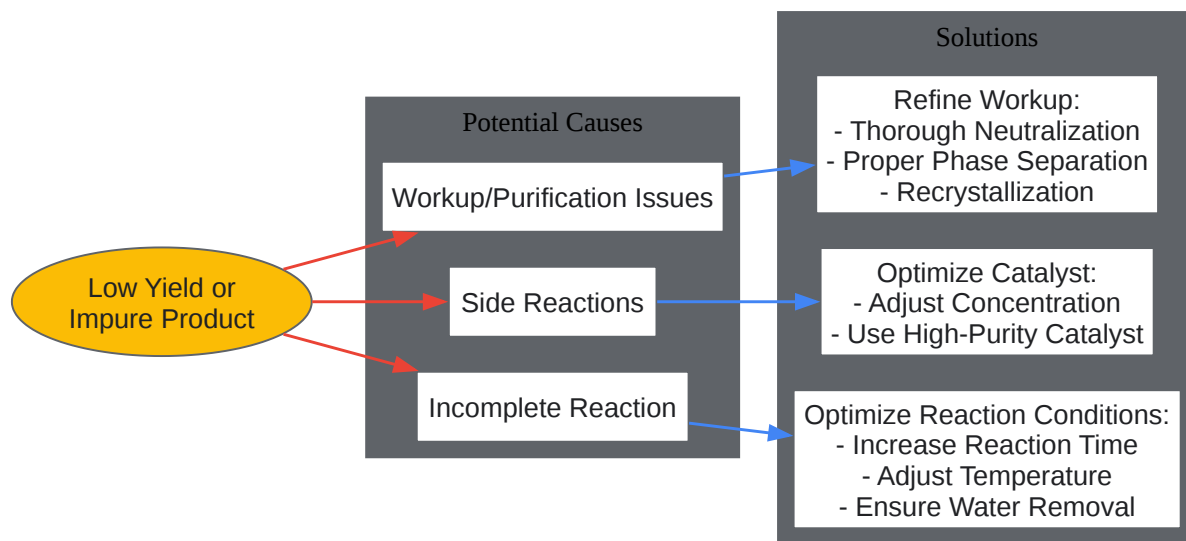 Low Yield or
Impure Product
Potential Causes
Workup/Purification Issues
Side Reactions
Incomplete Reaction
Solutions
Refine Workup:
- Thorough Neutralization
- Proper Phase Separation
- Recrystallization
Optimize Catalyst:
- Adjust Concentration
- Use High-Purity Catalyst
Optimize Reaction Conditions:
- Increase Reaction Time
- Adjust Temperature
- Ensure Water Removal